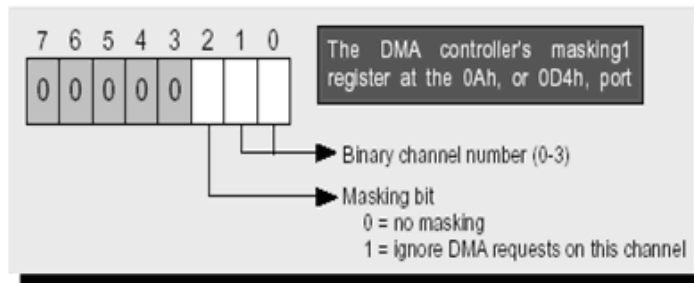 7 6 5 4 3 2 1 0
0 0 0 0 0
The DMA controller's masking1
register at the 0Ah, or 0D4h, port
Binary channel number (0-3)
Masking bit
0 = no masking
1 = ignore DMA requests on this channel